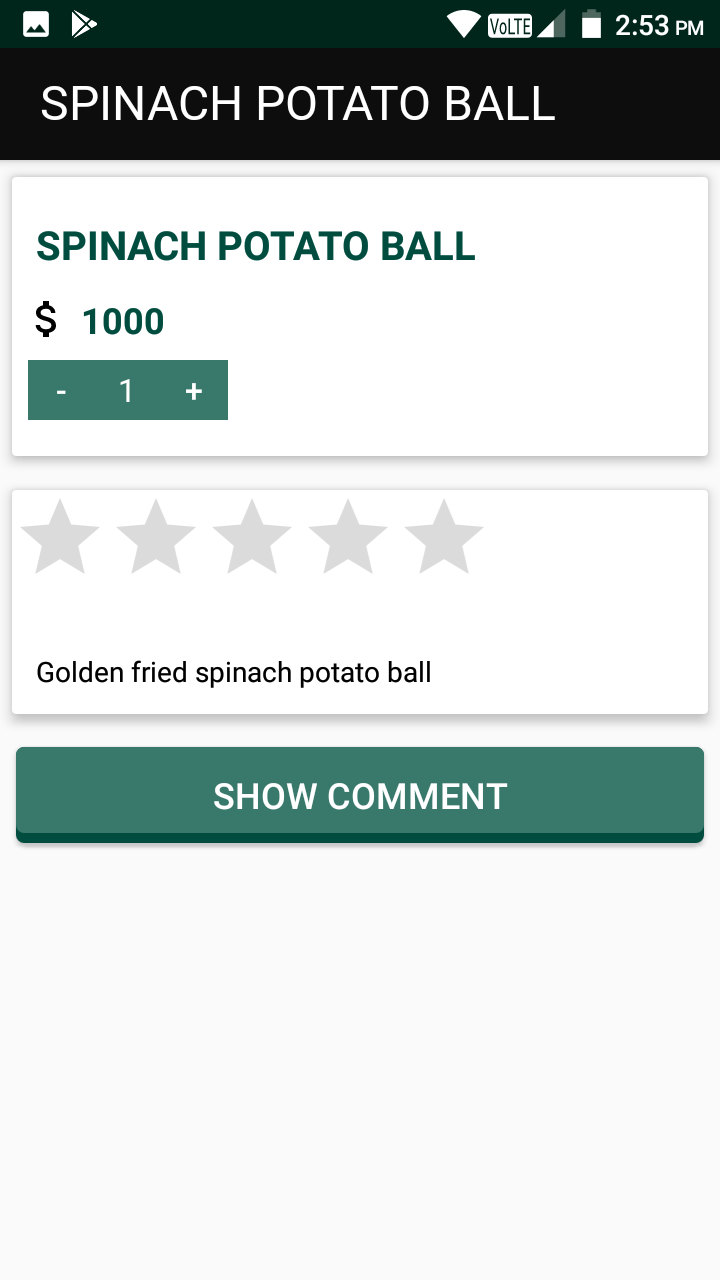 VoLTE 2:53 PM
SPINACH POTATO BALL
SPINACH POTATO BALL
$ 1000
- 1 +
Golden fried spinach potato ball
SHOW COMMENT